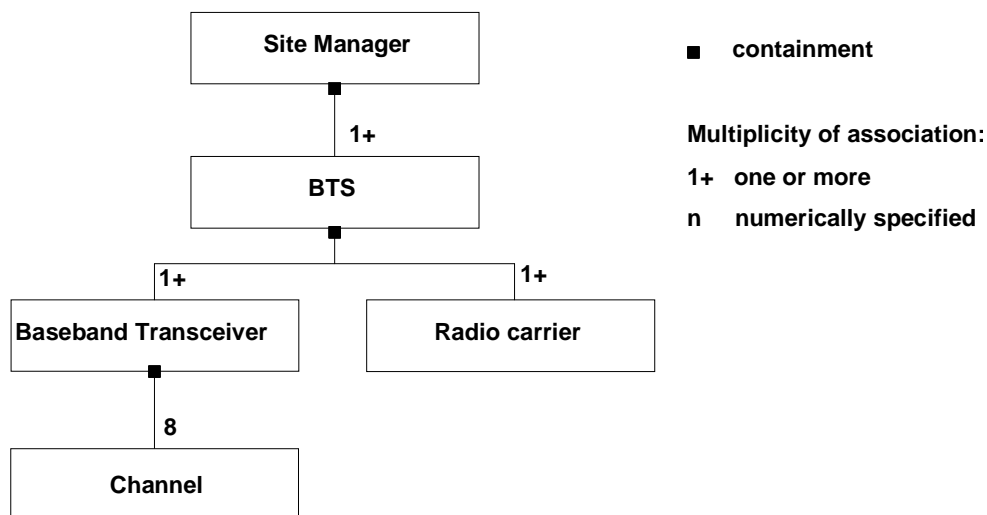 Site Manager
containment
1+
Multiplicity of association:
1+ one or more
BTS
n numerically specified
1+
1+
Baseband Transceiver
Radio carrier
8
Channel